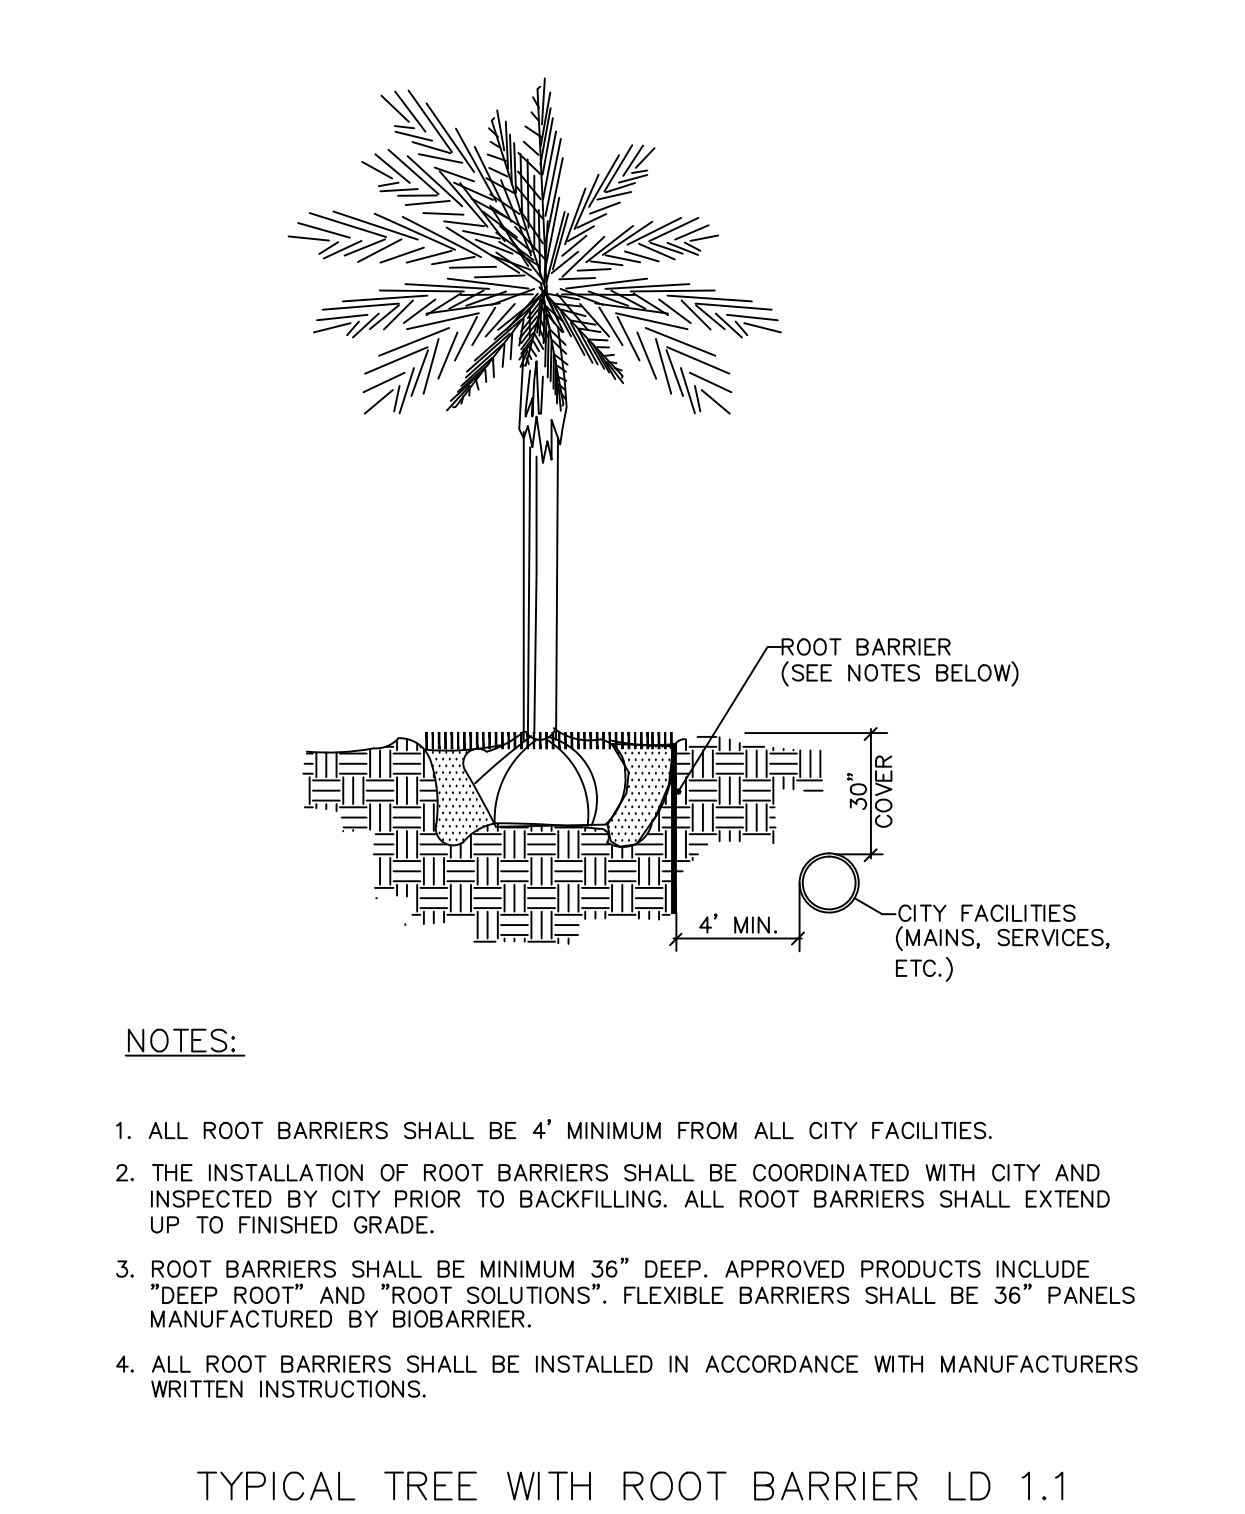 ROOT BARRIER
(SEE NOTES BELOW)
30"
COVER
4' MIN.
CITY FACILITIES
(MAINS, SERVICES,
ETC.)
NOTES:
1. ALL ROOT BARRIERS SHALL BE 4' MINIMUM FROM ALL CITY FACILITIES.
2. THE INSTALLATION OF ROOT BARRIERS SHALL BE COORDINATED WITH CITY AND
INSPECTED BY CITY PRIOR TO BACKFILLING. ALL ROOT BARRIERS SHALL EXTEND
UP TO FINISHED GRADE.
3. ROOT BARRIERS SHALL BE MINIMUM 36" DEEP. APPROVED PRODUCTS INCLUDE
"DEEP ROOT" AND "ROOT SOLUTIONS". FLEXIBLE BARRIERS SHALL BE 36" PANELS
MANUFACTURED BY BIOBARRIER.
4. ALL ROOT BARRIERS SHALL BE INSTALLED IN ACCORDANCE WITH MANUFACTURERS
WRITTEN INSTRUCTIONS.
TYPICAL TREE WITH ROOT BARRIER LD 1.1